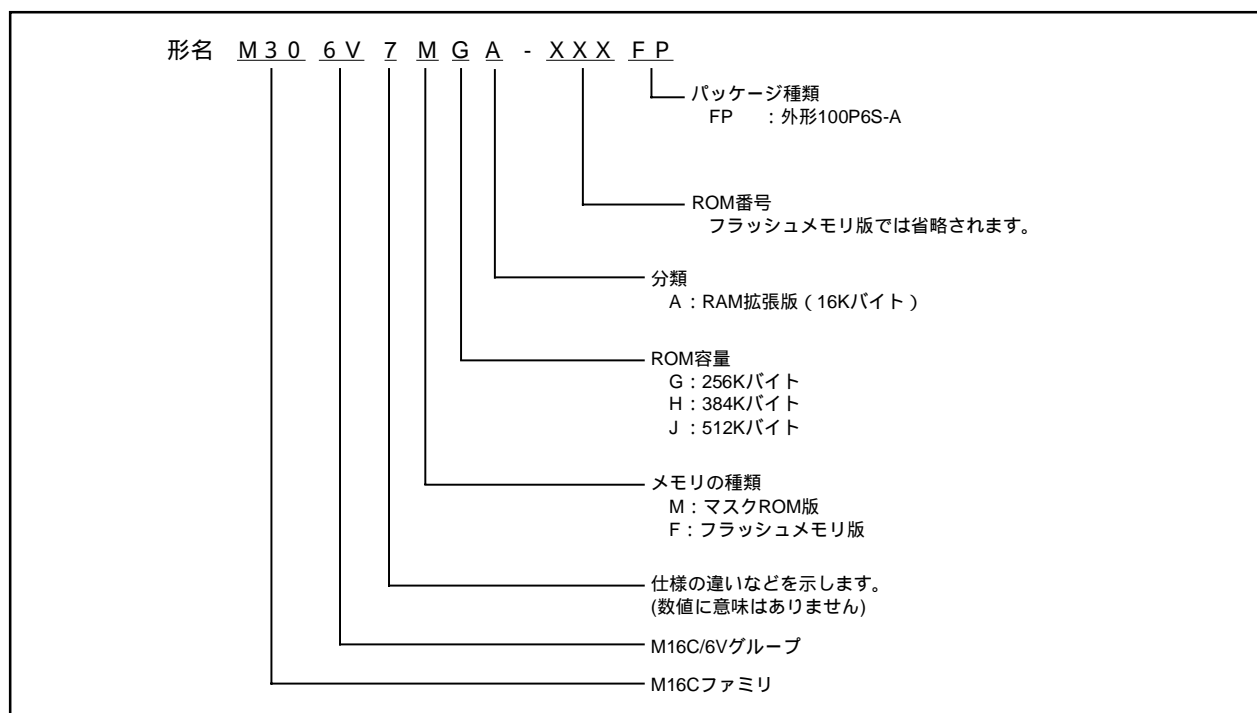 形名 M30 6V 7 M G A - XXX FP
パッケージ種類
FP :外形100P6S-A
ROM番号
フラッシュメモリ版では省略されます。
分類
A:RAM拡張版(16Kバイト)
ROM容量
G:256Kバイト
H:384Kバイト
J:512Kバイト
メモリの種類
M:マスクROM版
F:フラッシュメモリ版
仕様の違いなどを示します。
(数値に意味はありません)
M16C/6Vグループ
M16Cファミリ